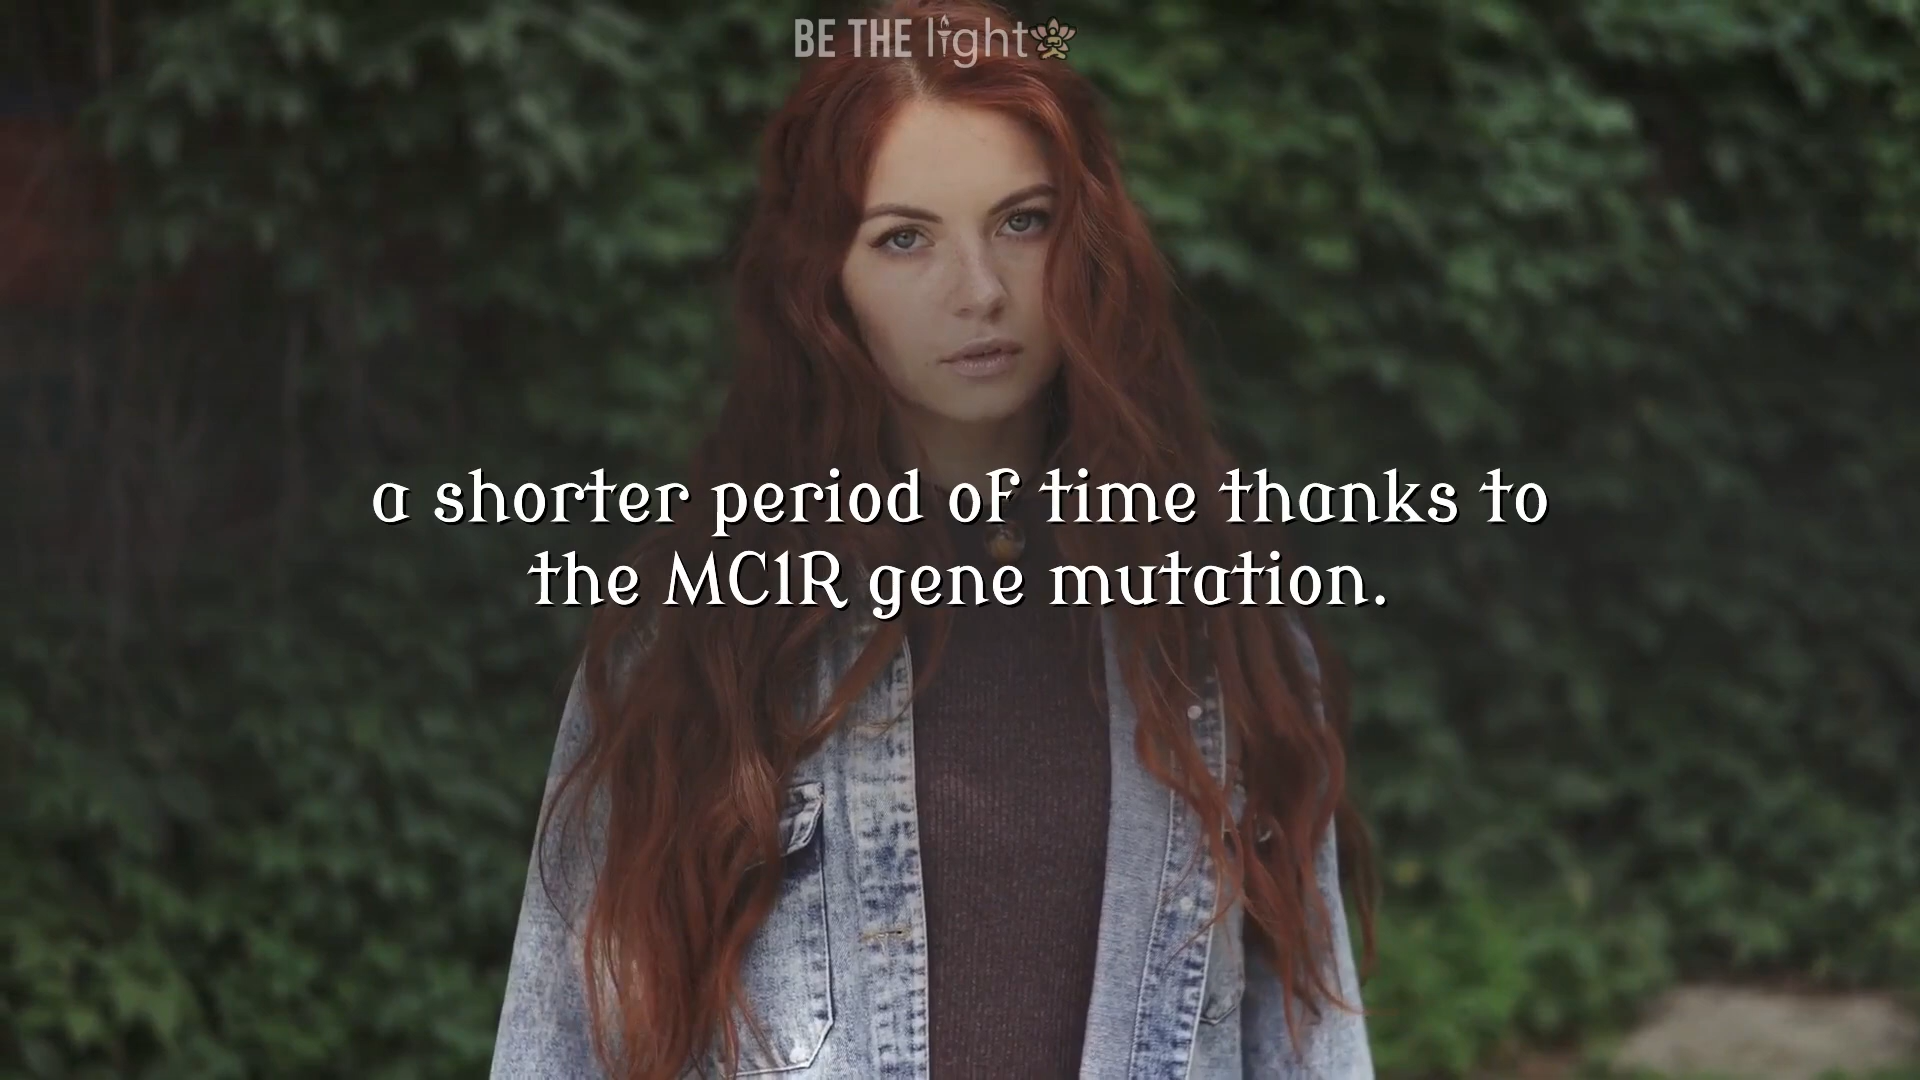 BE THE light
a shorter period of time thanks to
the MC1R gene mutation.